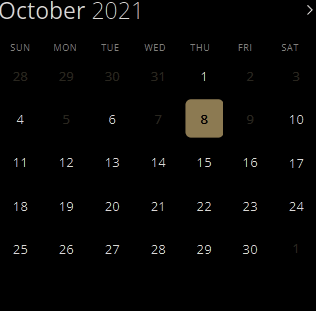 October 2021
SUN MON TUE WED THU FRI SAT
28 29 30 31 1 2 3
4 5 6 7 8 9 10
11 12 13 14 15 16 17
18 19 20 21 22 23 24
25 26 27 28 29 30 1